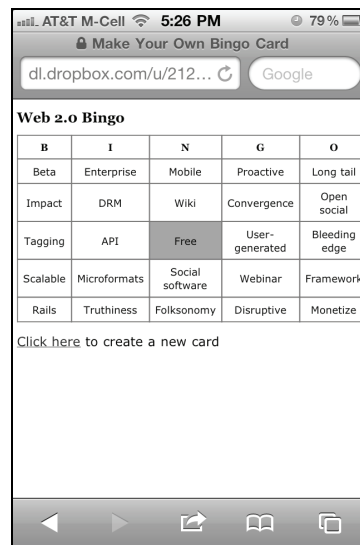 AT&T M-Cell 5:26 PM 79%
Make Your Own Bingo Card
dl.dropbox.com/u/212... Google
Web 2.0 Bingo
B I N G O
Beta Enterprise Mobile Proactive Long tail
Impact DRM Wiki Convergence Open social
Tagging API Free User-generated Bleeding edge
Scalable Microformats Social software Webinar Framework
Rails Truthiness Folksonomy Disruptive Monetize
Click here to create a new card